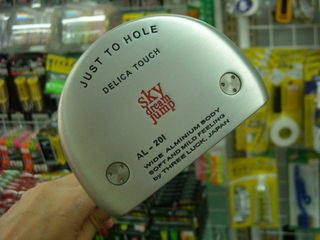 JUST TO HOLE
DELICA TOUCH
sky
dream
jump
AL-201
WIDE ALUMINIUM BODY
SOFT AND MILD FEELING
by THREE LUCK, JAPAN